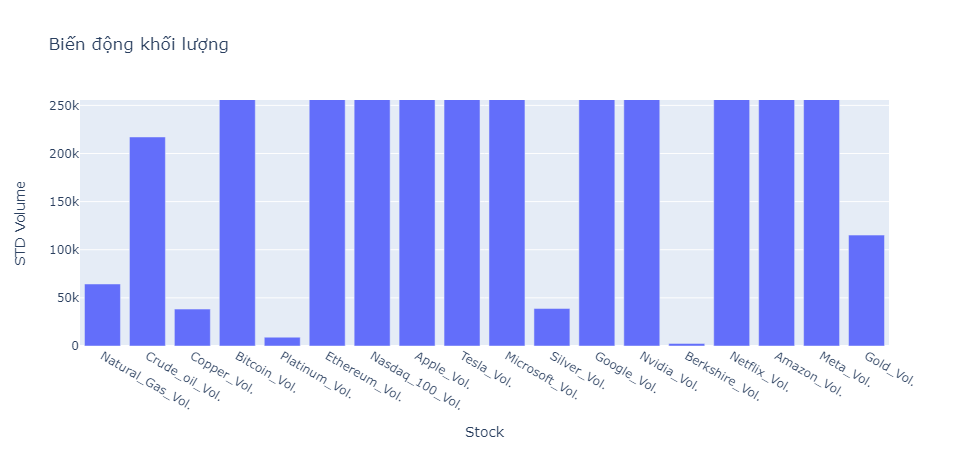 Biến động khối lượng
STD Volume
250k
200k
150k
100k
50k
0
Natural_Gas_Vol.
Crude_oil_Vol.
Copper_Vol.
Bitcoin_Vol.
Platinum_Vol.
Ethereum_Vol.
Nasdaq_100_Vol.
Apple_Vol.
Tesla_Vol.
Microsoft_Vol.
Silver_Vol.
Google_Vol.
Nvidia_Vol.
Berkshire_Vol.
Netflix_Vol.
Amazon_Vol.
Meta_Vol.
Gold_Vol.
Stock